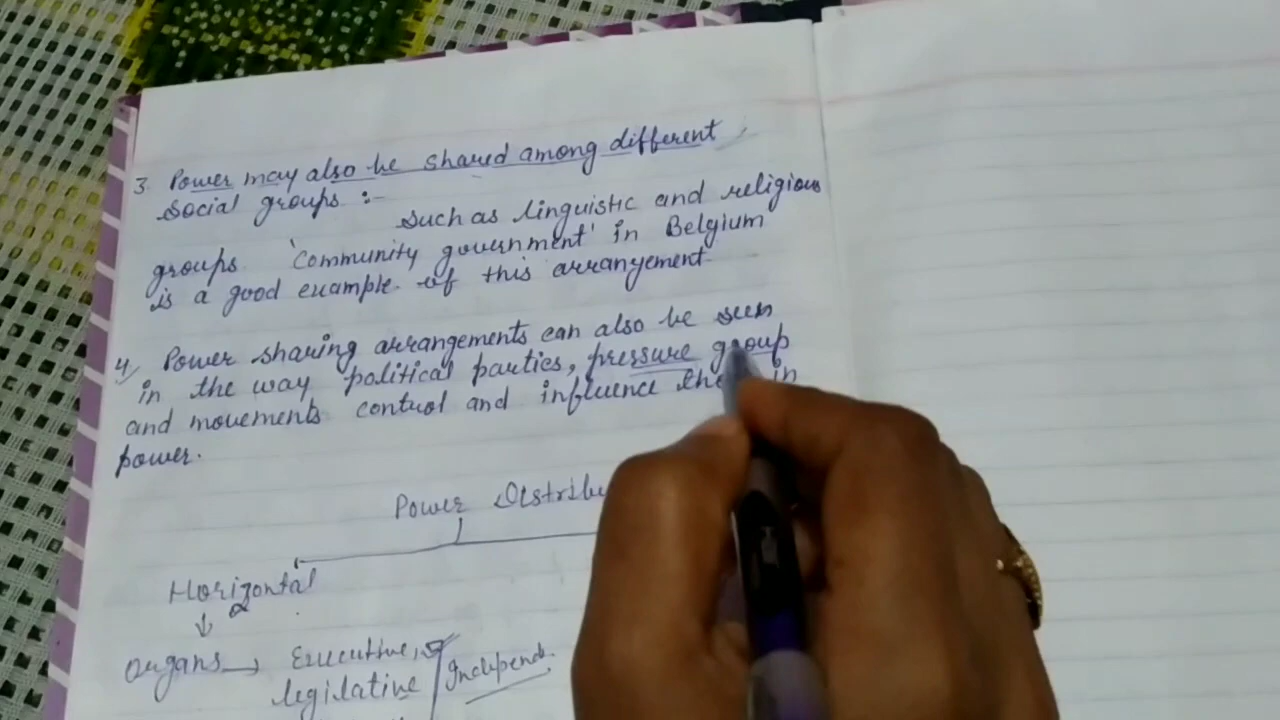 3. Power may also be shared among different
social groups :-
such as linguistic and religious
groups. 'community government' in Belgium
is a good example of this arrangement
4. Power sharing arrangements can also be seen
in the way political parties, pressure group
and movements control and influence in
power.
Power
Horizontal
Organs → Executive,
legilative
Independ.